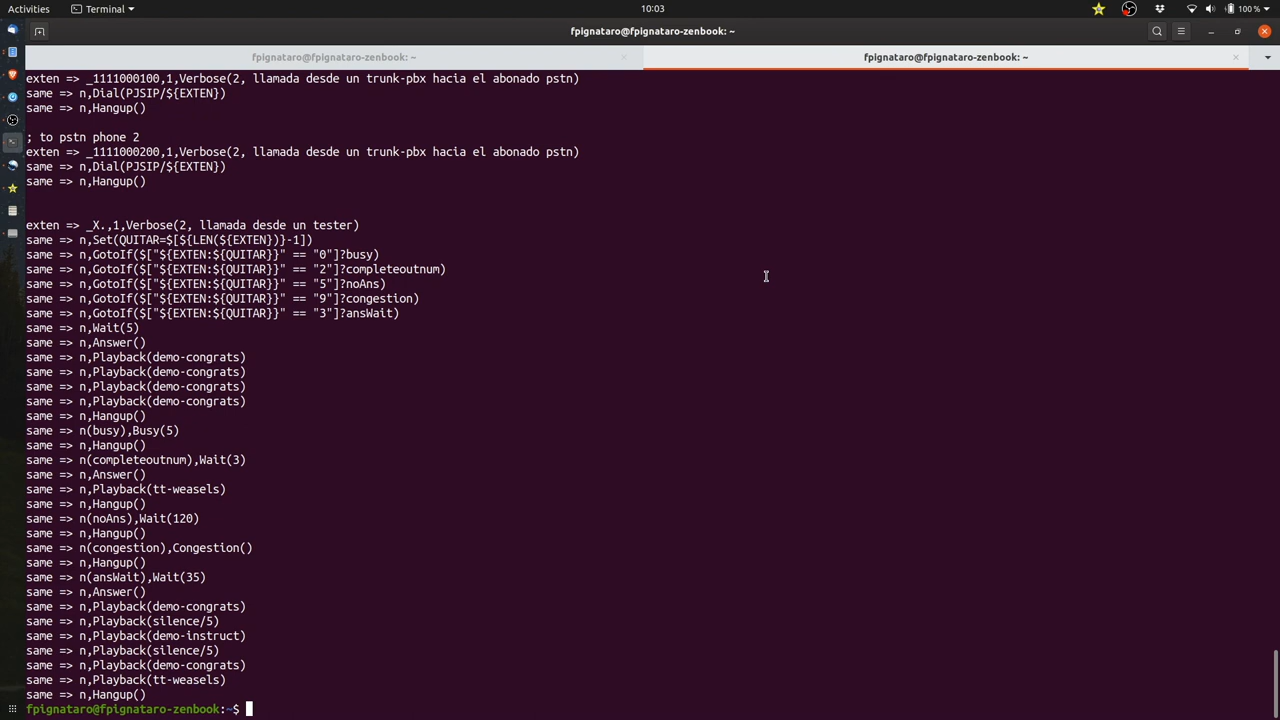 Activities
Terminal
10:03
100 %
fpignataro@fpignataro-zenbook: ~
fpignataro@fpignataro-zenbook: ~
fpignataro@fpignataro-zenbook: ~
exten => _1111000100,1,Verbose(2, llamada desde un trunk-pbx hacia el abonado pstn)
same => n,Dial(PJSIP/${EXTEN})
same => n,Hangup()
; to pstn phone 2
exten => _1111000200,1,Verbose(2, llamada desde un trunk-pbx hacia el abonado pstn)
same => n,Dial(PJSIP/${EXTEN})
same => n,Hangup()
exten => _X.,1,Verbose(2, llamada desde un tester)
same => n,Set(QUITAR=$[${LEN(${EXTEN})}-1])
same => n,GotoIf($["${EXTEN:${QUITAR}}" == "0"]?busy)
same => n,GotoIf($["${EXTEN:${QUITAR}}" == "2"]?completeoutnum)
same => n,GotoIf($["${EXTEN:${QUITAR}}" == "5"]?noAns)
same => n,GotoIf($["${EXTEN:${QUITAR}}" == "9"]?congestion)
same => n,GotoIf($["${EXTEN:${QUITAR}}" == "3"]?ansWait)
same => n,Wait(5)
same => n,Answer()
same => n,Playback(demo-congrats)
same => n,Playback(demo-congrats)
same => n,Playback(demo-congrats)
same => n,Playback(demo-congrats)
same => n,Hangup()
same => n(busy),Busy(5)
same => n,Hangup()
same => n(completeoutnum),Wait(3)
same => n,Answer()
same => n,Playback(tt-weasels)
same => n,Hangup()
same => n(noAns),Wait(120)
same => n,Hangup()
same => n(congestion),Congestion()
same => n,Hangup()
same => n(ansWait),Wait(35)
same => n,Answer()
same => n,Playback(demo-congrats)
same => n,Playback(silence/5)
same => n,Playback(demo-instruct)
same => n,Playback(silence/5)
same => n,Playback(demo-congrats)
same => n,Playback(tt-weasels)
same => n,Hangup()
fpignataro@fpignataro-zenbook:~$